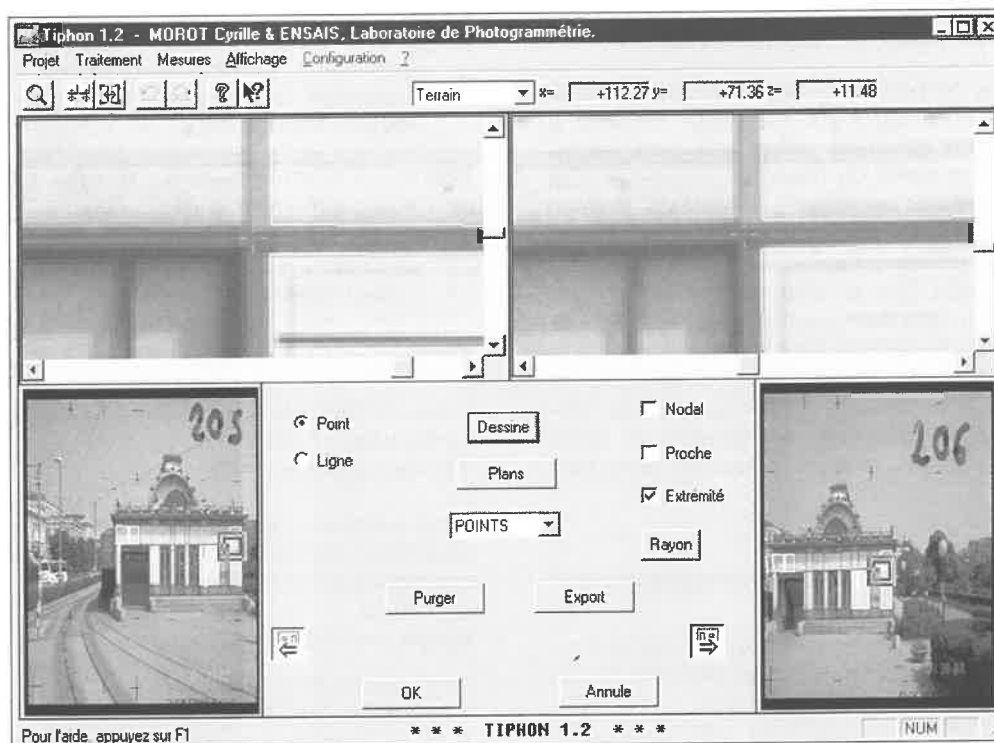 Tiphon 1.2 - MOROT Cyrille & ENSAIS, Laboratoire de Photogrammétrie.
Projet Traitement Mesures Affichage Configuration ?
Terrain x= +112.27 y= +71.36 z= +11.48
205
206
Point
Ligne
Dessine
Plans
POINTS
Nodal
Proche
Extrémité
Rayon
Purger Export
OK Annule
Pour l'aide, appuyez sur F1 * * * TIPHON 1.2 * * * NUM